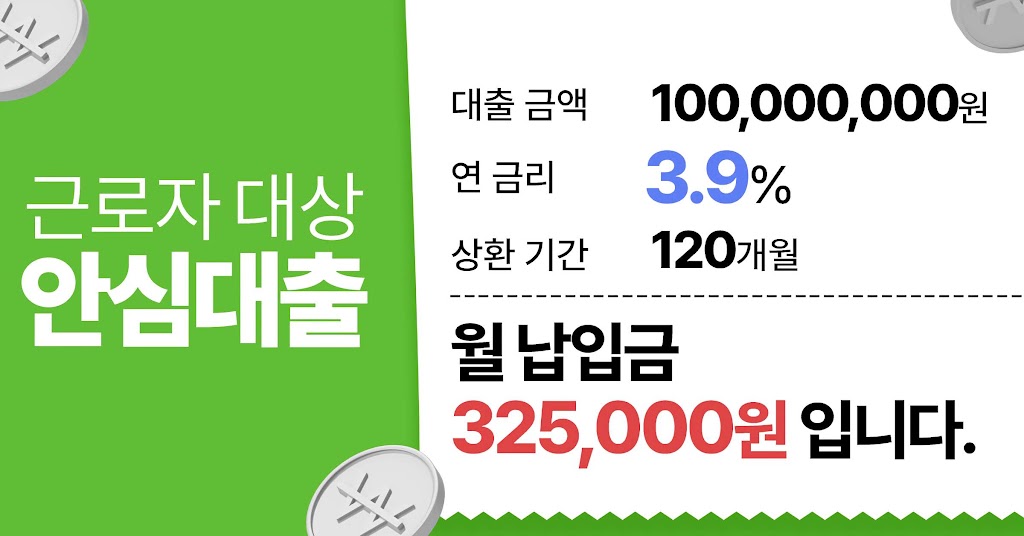 근로자 대상
안심대출
대출 금액 100,000,000원
연 금리 3.9%
상환 기간 120개월
월 납입금
325,000원 입니다.